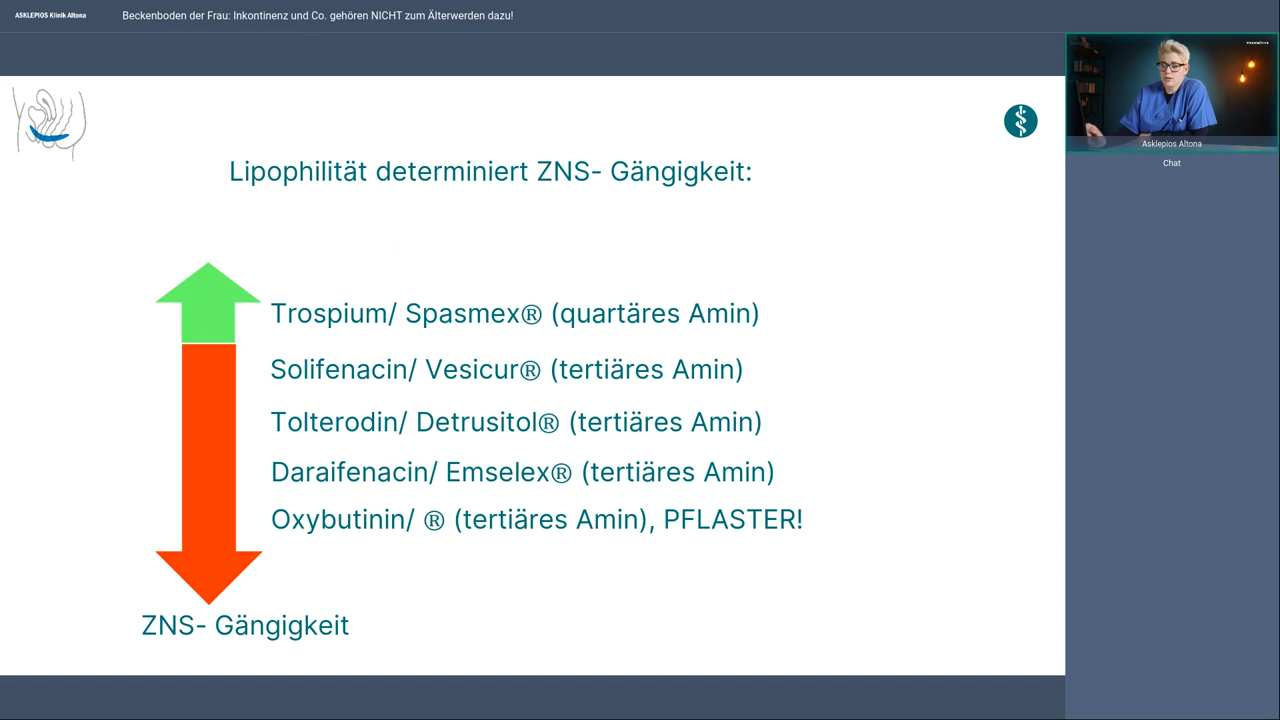 ASKLEPIOS Klinik Altona
Beckenboden der Frau: Inkontinenz und Co. gehören NICHT zum Älterwerden dazu!
Asklepios Altona
Chat
Lipophilität determiniert ZNS- Gängigkeit:
Trospium/ Spasmex® (quartäres Amin)
Solifenacin/ Vesicur® (tertiäres Amin)
Tolterodin/ Detrusitol® (tertiäres Amin)
Daraifenacin/ Emselex® (tertiäres Amin)
Oxybutinin/ ® (tertiäres Amin), PFLASTER!
ZNS- Gängigkeit